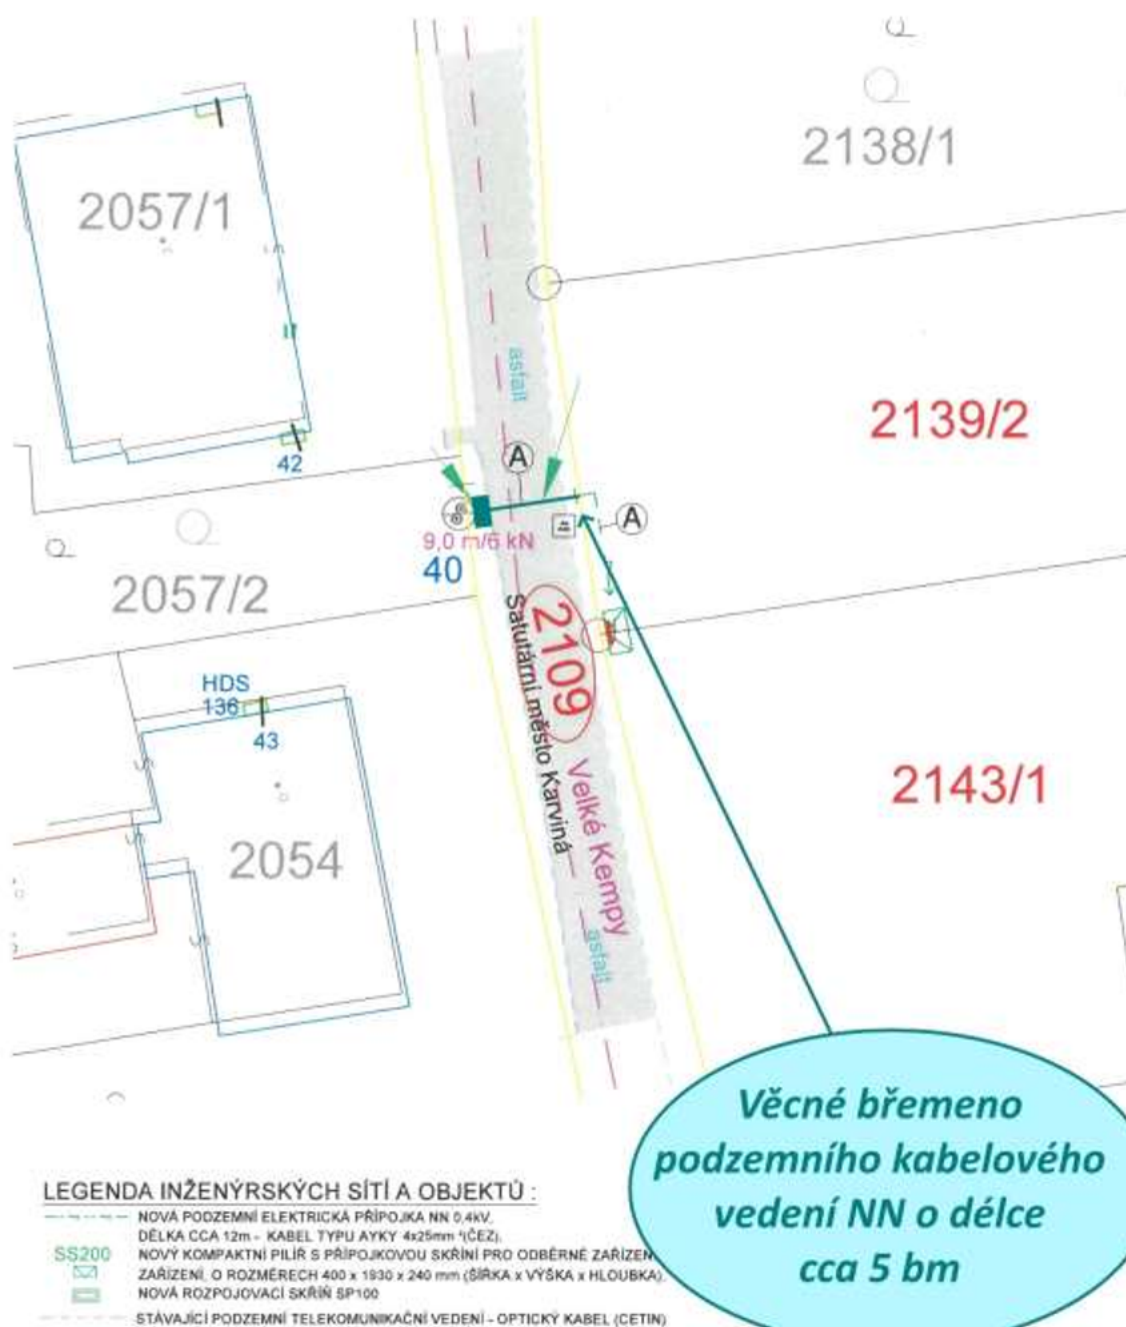 2138/1
2057/1
asfalt
2139/2
42
A
A
9,0 m/6 kN
40
2057/2
2109
Satutární město Karviná
HDS
136
43
Velké Kempy
2143/1
2054
asfalt
Věcné břemeno
podzemního kabelového
vedení NN o délce
cca 5 bm
LEGENDA INŽENÝRSKÝCH SÍTÍ A OBJEKTŮ :
NOVÁ PODZEMNÍ ELEKTRICKÁ PŘÍPOJKA NN 0,4kV,
DÉLKA CCA 12m - KABEL TYPU AYKY 4x25mm ²(ČEZ).
SS200 NOVÝ KOMPAKTNÍ PILÍŘ S PŘÍPOJKOVOU SKŘÍNÍ PRO ODBĚRNÉ ZAŘÍZEN
ZAŘÍZENÍ, O ROZMĚRECH 400 x 1930 x 240 mm (ŠÍŘKA x VÝŠKA x HLOUBKA).
NOVÁ ROZPOJOVACÍ SKŘÍŇ SP100
STÁVAJÍCÍ PODZEMNÍ TELEKOMUNIKAČNÍ VEDENÍ - OPTICKÝ KABEL (CETIN)